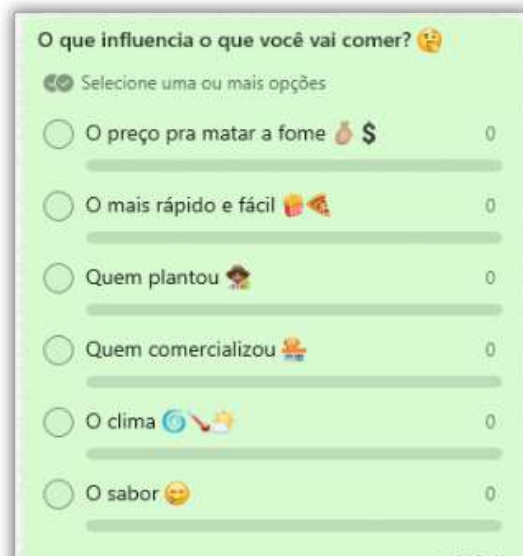 O que influencia o que você vai comer? 🤔
Selecione uma ou mais opções
O preço pra matar a fome 👌🏼 💲 0
O mais rápido e fácil 🍟🍕 0
Quem plantou 👩🏾‍🌾 0
Quem comercializou 0
O clima 🌀🌡️🌤️ 0
O sabor 😋 0